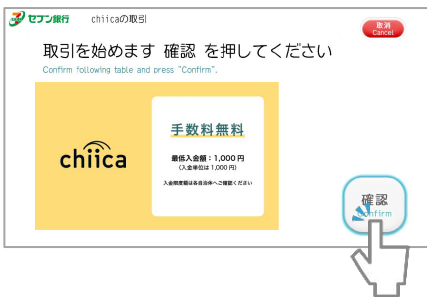 セブン銀行 chiicaの取引
取消
Cancel
取引を始めます 確認 を押してください
Confirm following table and press "Confirm".
chiica
手数料無料
最低入金額：1,000円
（入金単位は1,000円）
入金限度額は各自治体へご確認ください
確認
Confirm